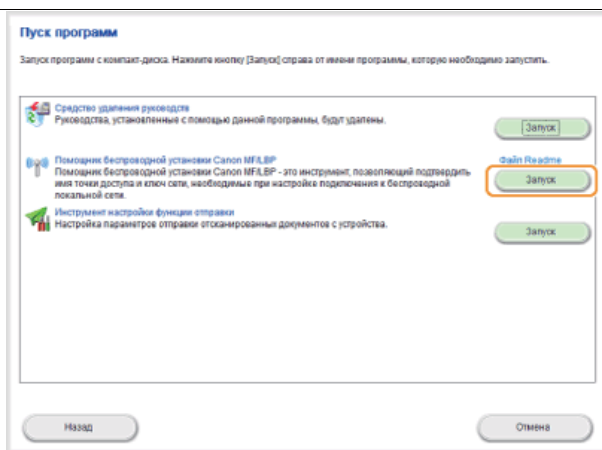 Пуск программ
Запуск программ с компакт-диска. Нажмите кнопку [Запуск] справа от имени программы, которую необходимо запустить.
Средство удаления руководств
Руководства, установленные с помощью данной программы, будут удалены.
Запуск
Помощник беспроводной установки Canon MF/LBP
Файл Readme
Помощник беспроводной установки Canon MF/LBP - это инструмент, позволяющий подтвердить
имя точки доступа и ключ сети, необходимые при настройке подключения к беспроводной
локальной сети.
Запуск
Инструмент настройки функции отправки
Настройка параметров отправки отсканированных документов с устройства.
Запуск
Назад
Отмена